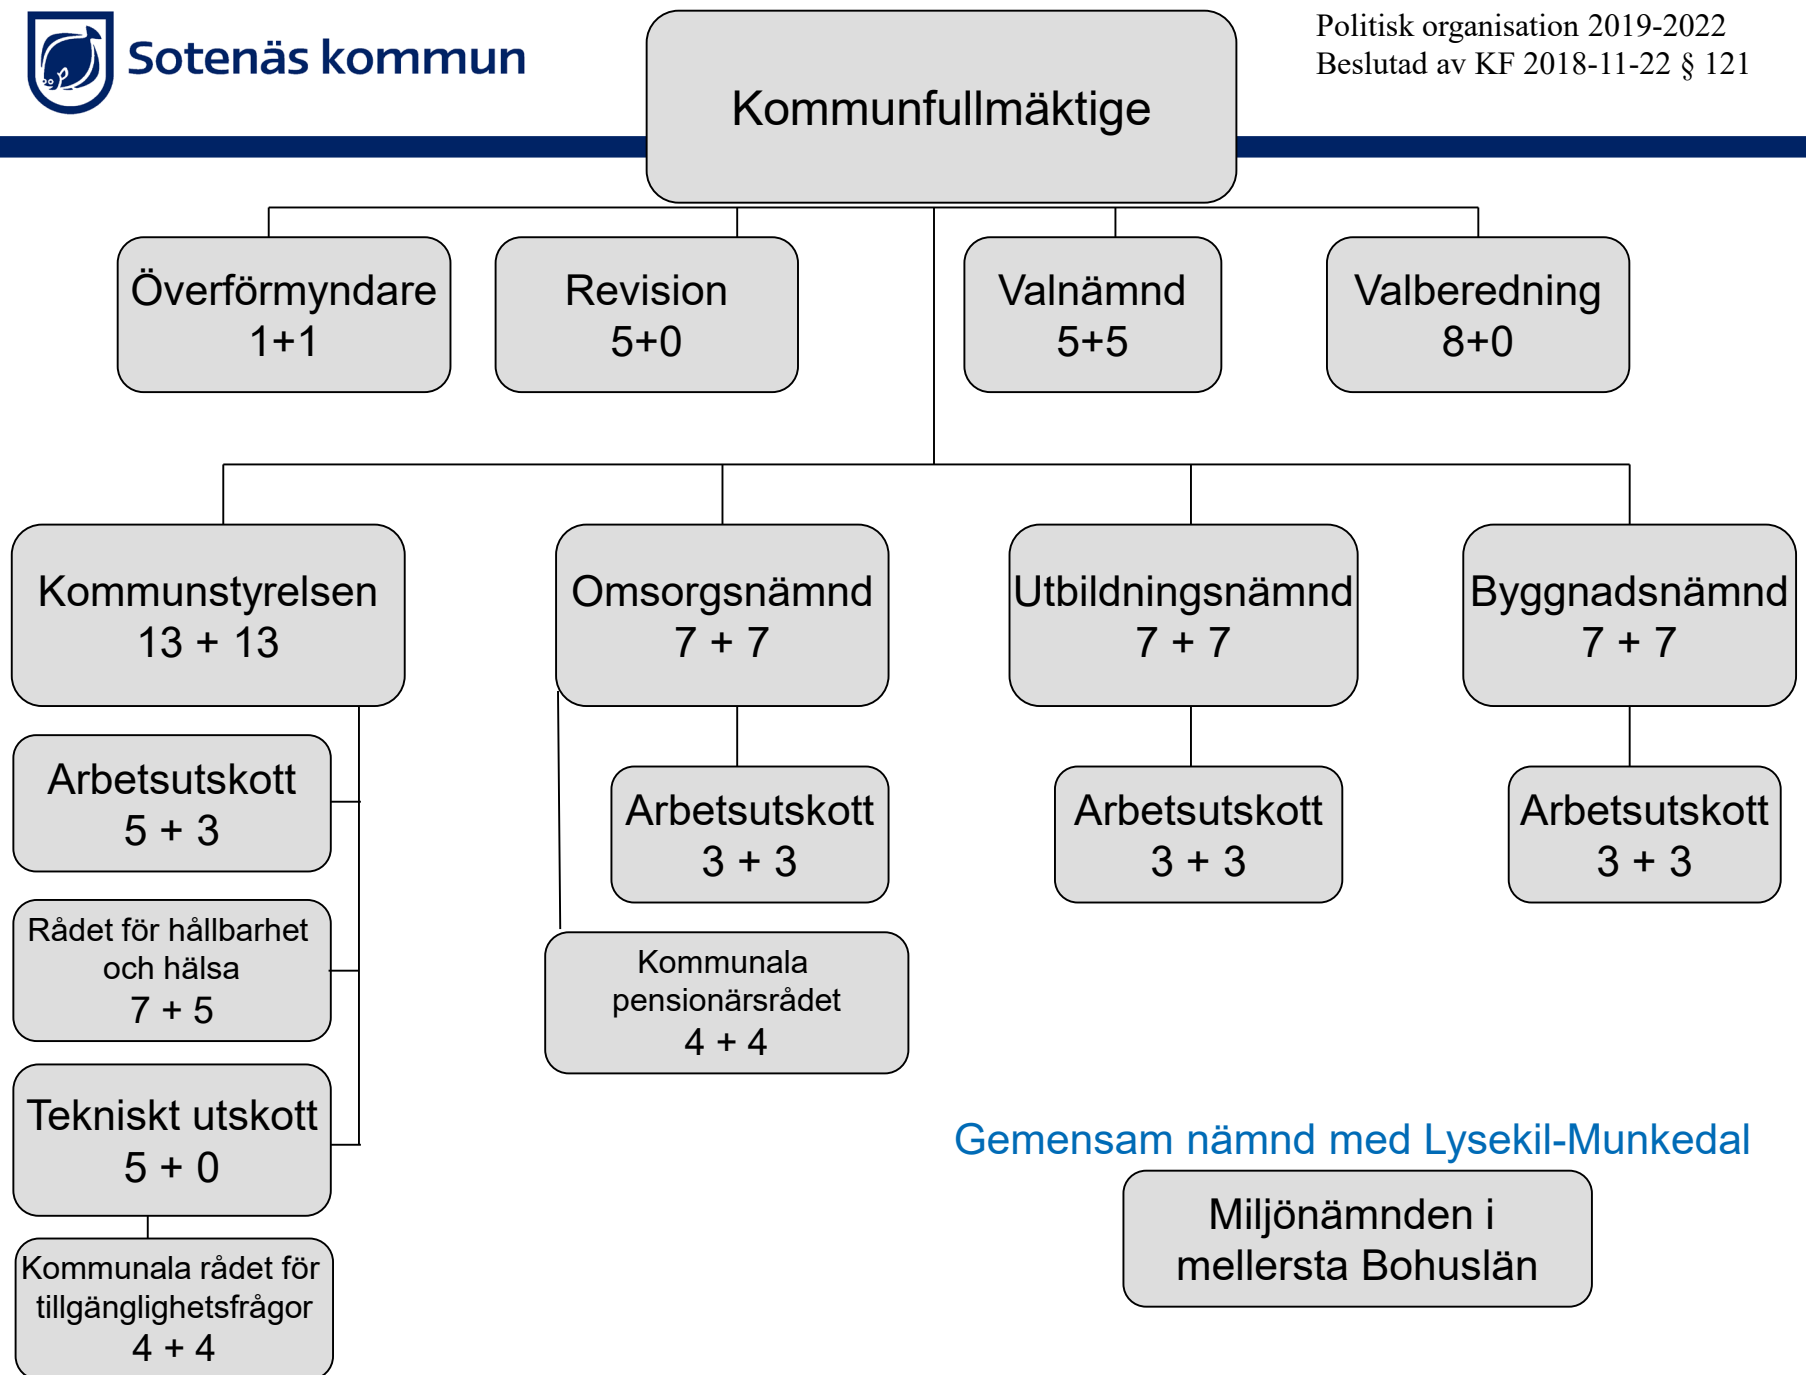 Sotenäs kommun
Politisk organisation 2019-2022
Beslutad av KF 2018-11-22 § 121
Kommunfullmäktige
Överförmyndare
1+1
Revision
5+0
Valnämnd
5+5
Valberedning
8+0
Kommunstyrelsen
13 + 13
Omsorgsnämnd
7 + 7
Utbildningsnämnd
7 + 7
Byggnadsnämnd
7 + 7
Arbetsutskott
5 + 3
Arbetsutskott
3 + 3
Arbetsutskott
3 + 3
Arbetsutskott
3 + 3
Rådet för hållbarhet
och hälsa
7 + 5
Kommunala
pensionärsrådet
4 + 4
Tekniskt utskott
5 + 0
Kommunala rådet för
tillgänglighetsfrågor
4 + 4
Gemensam nämnd med Lysekil-Munkedal
Miljönämnden i
mellersta Bohuslän